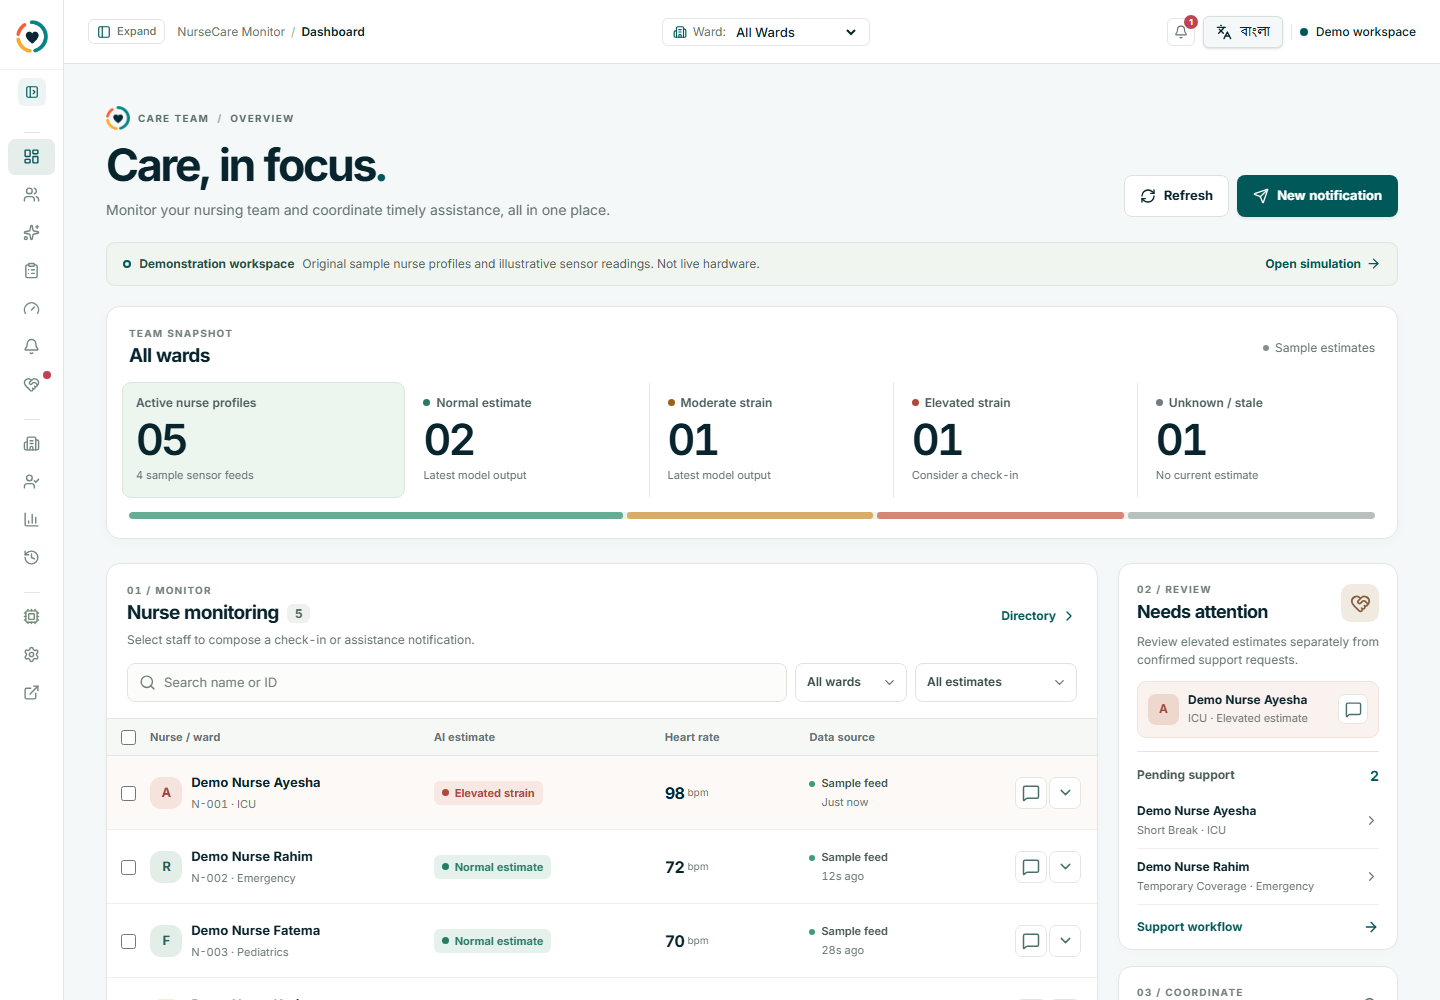 Expand
NurseCare Monitor / Dashboard
Ward: All Wards
1
বাংলা
Demo workspace
CARE TEAM / OVERVIEW
Care, in focus.
Monitor your nursing team and coordinate timely assistance, all in one place.
Refresh
New notification
Demonstration workspace Original sample nurse profiles and illustrative sensor readings. Not live hardware.
Open simulation
TEAM SNAPSHOT
All wards
Sample estimates
Active nurse profiles
05
4 sample sensor feeds
Normal estimate
02
Latest model output
Moderate strain
01
Latest model output
Elevated strain
01
Consider a check-in
Unknown / stale
01
No current estimate
01 / MONITOR
Nurse monitoring 5
Select staff to compose a check-in or assistance notification.
Directory
Search name or ID
All wards
All estimates
Nurse / ward
AI estimate
Heart rate
Data source
A
Demo Nurse Ayesha
N-001 · ICU
Elevated strain
98 bpm
Sample feed
Just now
R
Demo Nurse Rahim
N-002 · Emergency
Normal estimate
72 bpm
Sample feed
12s ago
F
Demo Nurse Fatema
N-003 · Pediatrics
Normal estimate
70 bpm
Sample feed
28s ago
02 / REVIEW
Needs attention
Review elevated estimates separately from
confirmed support requests.
A
Demo Nurse Ayesha
ICU · Elevated estimate
Pending support
2
Demo Nurse Ayesha
Short Break · ICU
Demo Nurse Rahim
Temporary Coverage · Emergency
Support workflow
03 / COORDINATE